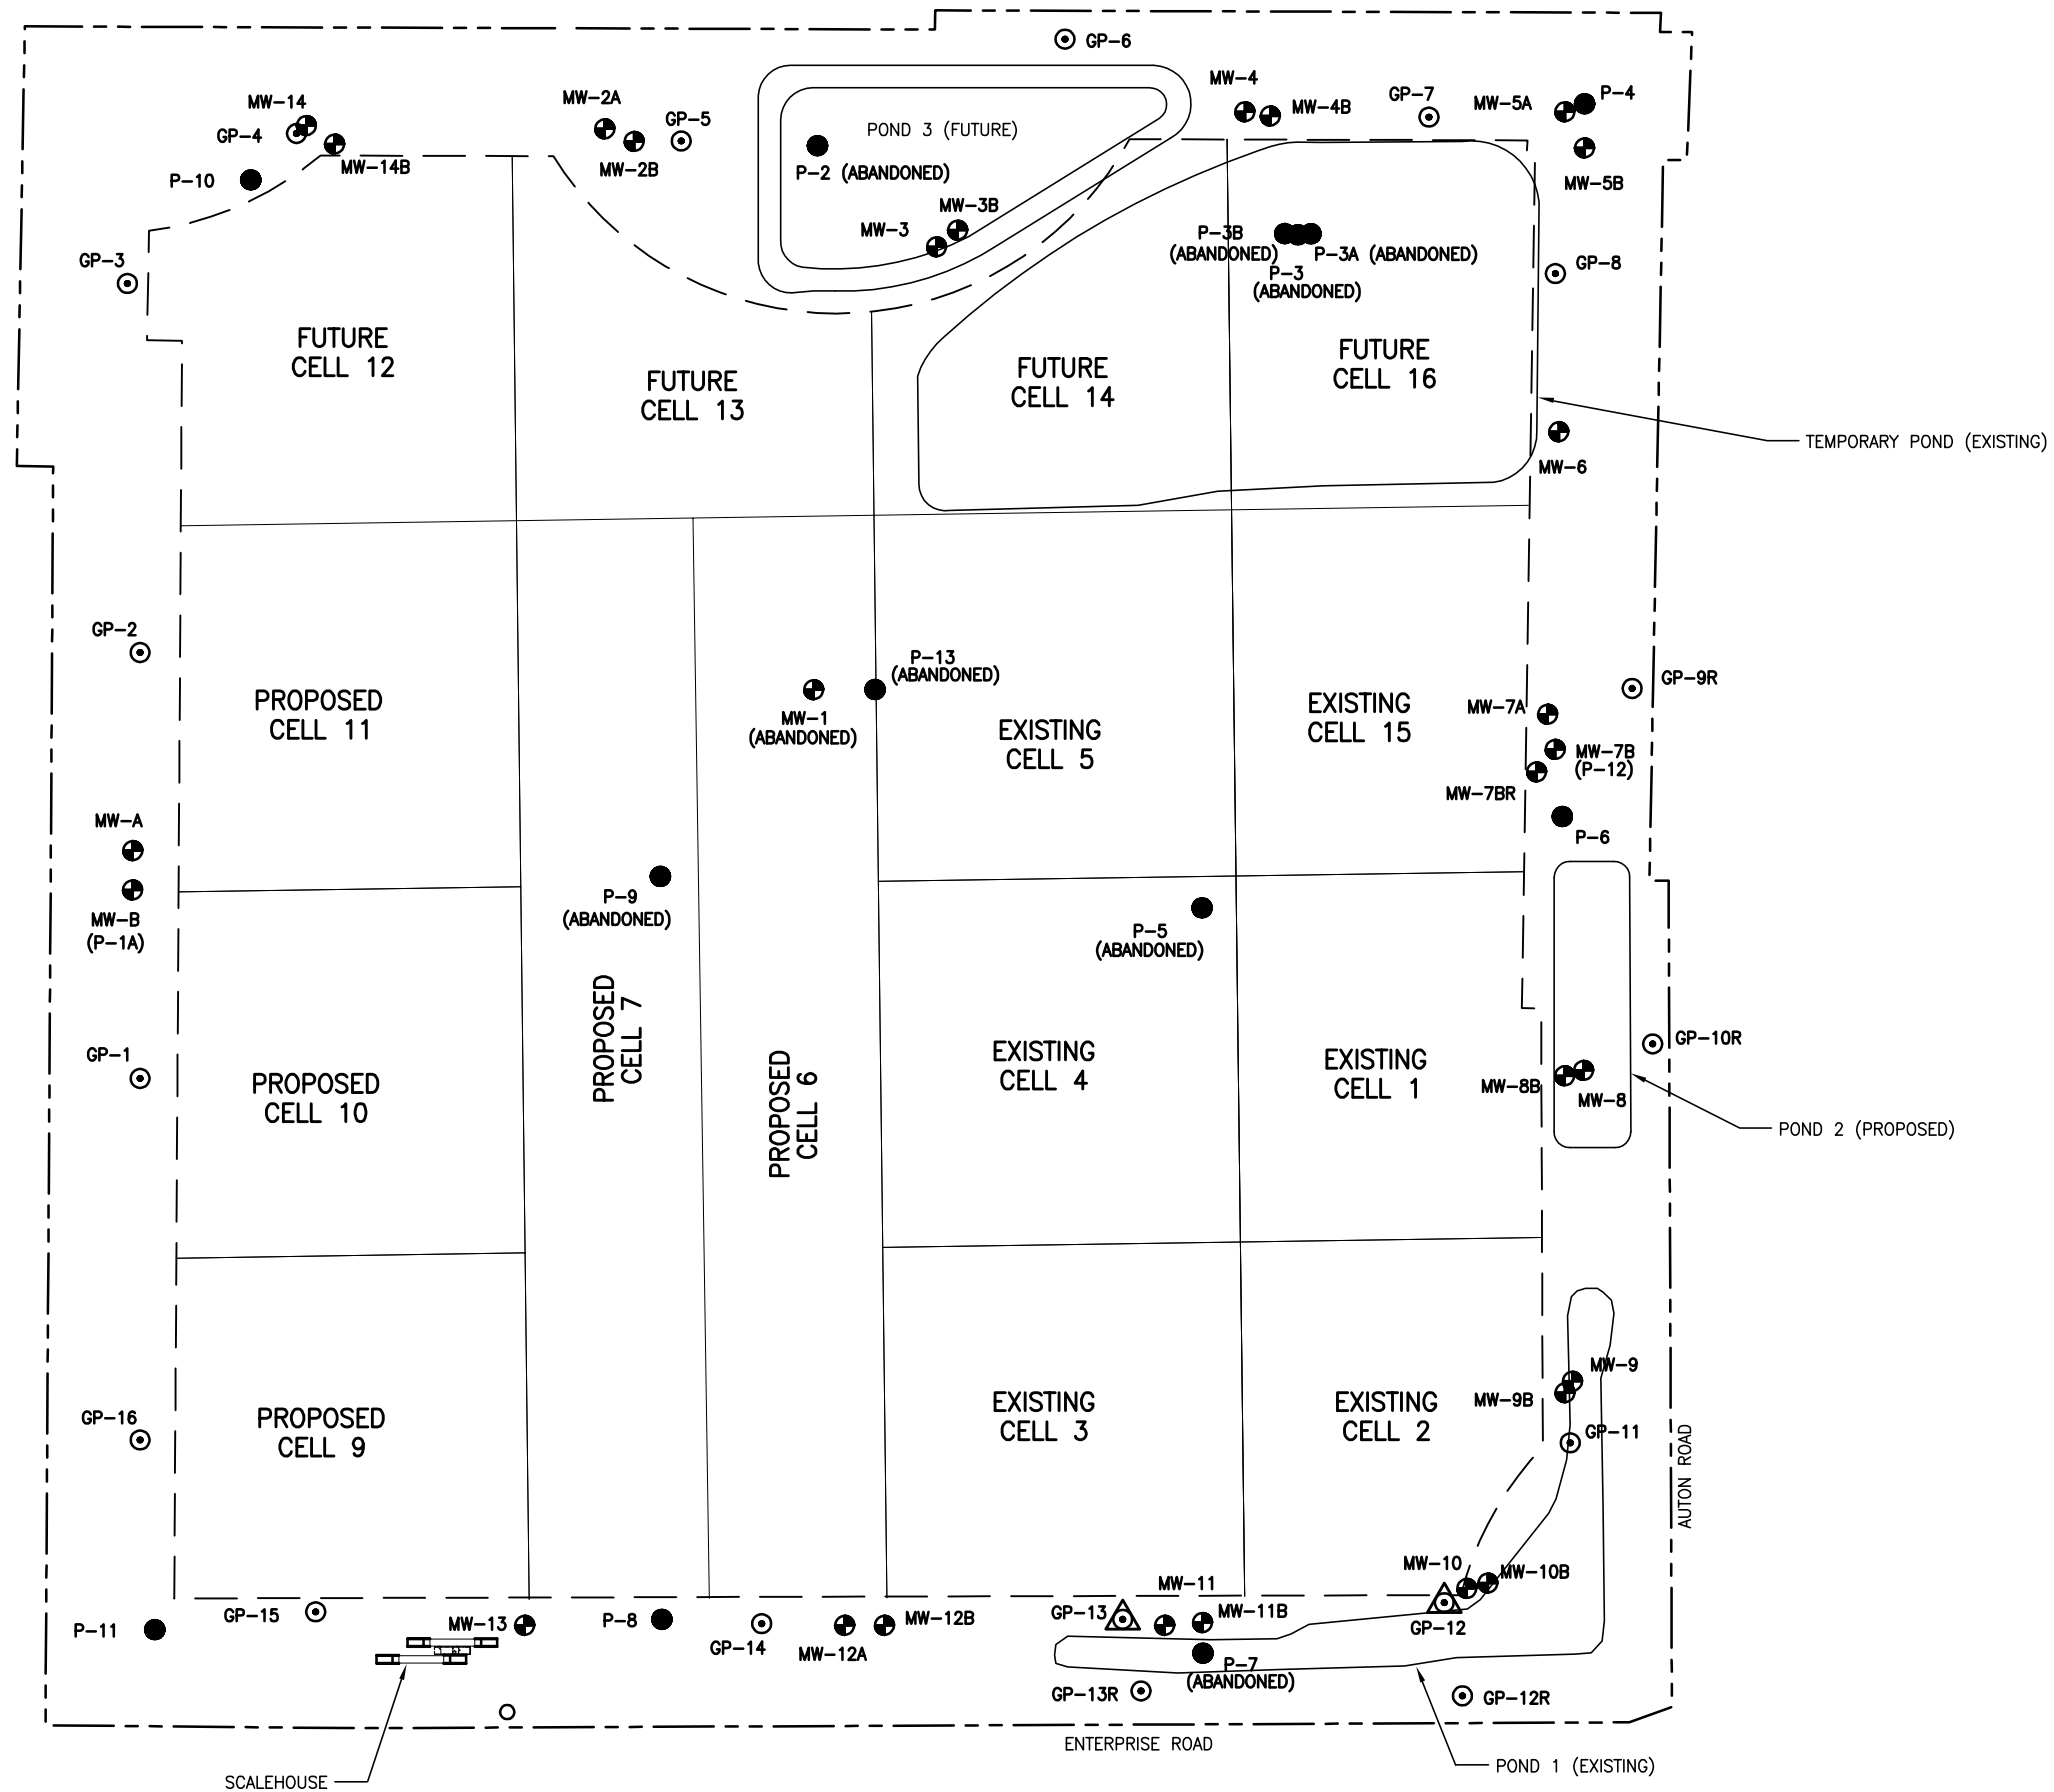 GP-6
MW-4
MW-4B
GP-7
MW-5A
P-4
MW-5B
MW-14
GP-4
MW-14B
P-10
MW-2A
MW-2B
GP-5
POND 3 (FUTURE)
P-2 (ABANDONED)
MW-3B
MW-3
P-3B
(ABANDONED)
P-3A (ABANDONED)
P-3
(ABANDONED)
GP-8
GP-3
FUTURE
CELL 12
FUTURE
CELL 13
FUTURE
CELL 14
FUTURE
CELL 16
TEMPORARY POND (EXISTING)
MW-6
GP-2
PROPOSED
CELL 11
P-13
(ABANDONED)
MW-1
(ABANDONED)
EXISTING
CELL 5
EXISTING
CELL 15
GP-9R
MW-7A
MW-7B
(P-12)
MW-7BR
P-6
MW-A
MW-B
(P-1A)
P-9
(ABANDONED)
P-5
(ABANDONED)
PROPOSED
CELL 7
PROPOSED
CELL 6
GP-1
PROPOSED
CELL 10
EXISTING
CELL 4
EXISTING
CELL 1
GP-10R
MW-8B
MW-8
POND 2 (PROPOSED)
GP-16
PROPOSED
CELL 9
EXISTING
CELL 3
EXISTING
CELL 2
MW-9
MW-9B
GP-11
AUTON ROAD
MW-10
MW-10B
GP-12
MW-11
GP-13
MW-11B
P-7
(ABANDONED)
GP-13R
GP-12R
P-11
GP-15
MW-13
P-8
GP-14
MW-12A
MW-12B
ENTERPRISE ROAD
POND 1 (EXISTING)
SCALEHOUSE